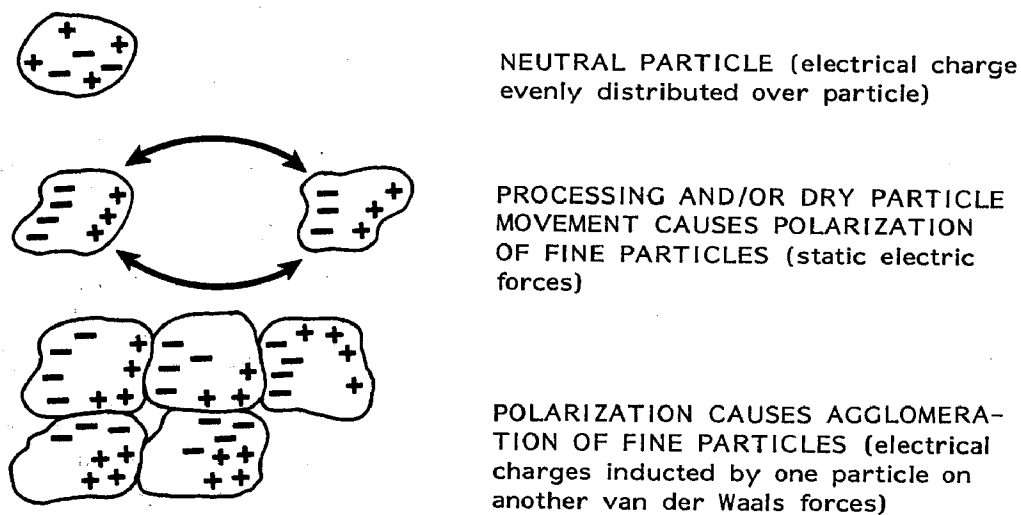 NEUTRAL PARTICLE (electrical charge
evenly distributed over particle)
PROCESSING AND/OR DRY PARTICLE
MOVEMENT CAUSES POLARIZATION
OF FINE PARTICLES (static electric
forces)
POLARIZATION CAUSES AGGLOMERA-
TION OF FINE PARTICLES (electrical
charges inducted by one particle on
another van der Waals forces)